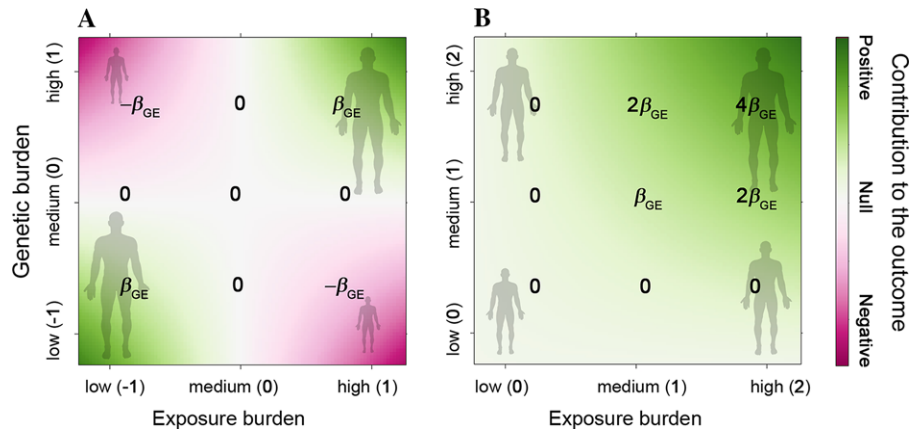 A
B
Genetic burden
high (1)
medium (0)
low (-1)
−βGE
0
βGE
0
0
0
βGE
0
−βGE
low (-1)
medium (0)
high (1)
Exposure burden
high (2)
medium (1)
low (0)
0
2βGE
4βGE
0
βGE
2βGE
0
0
0
low (0)
medium (1)
high (2)
Exposure burden
Positive
Null
Negative
Contribution to the outcome